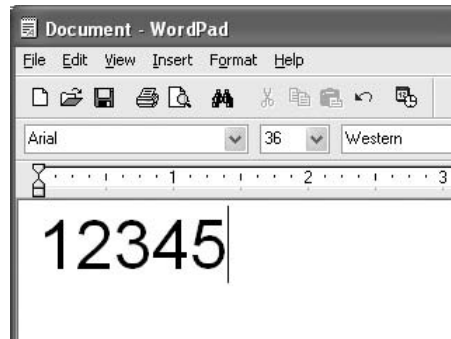 Document - WordPad
File Edit View Insert Format Help
Arial 36 Western
1 2 3
12345